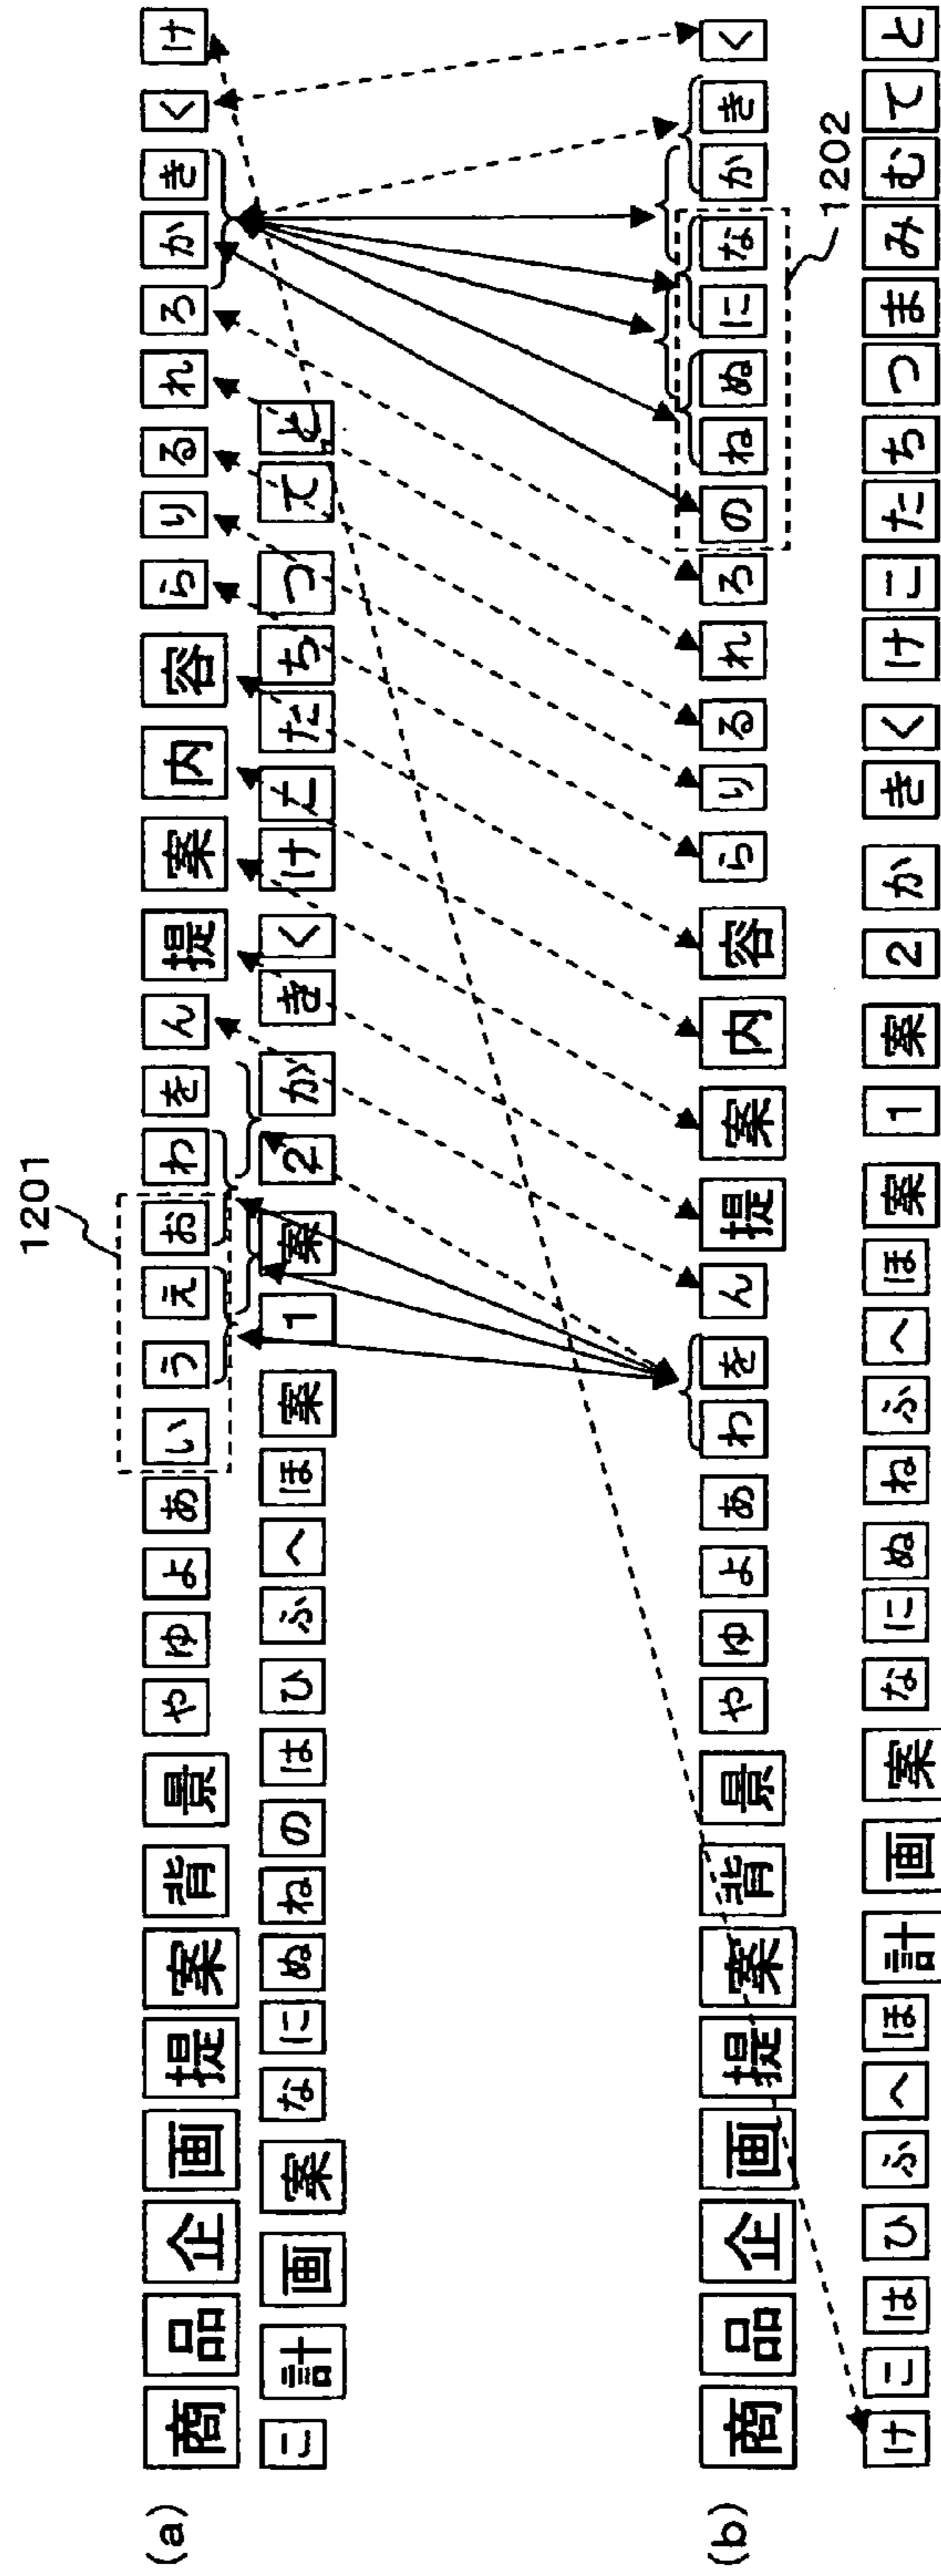 1201
(a) 商品企画提案背景やゆよあいうえおわをん提案内容らりるれろかきくけ
こ計画案なにぬねのはひふへほ案1案2かきくけこたちつてと
(b) 商品企画提案背景やゆよあわをん提案内容らりるれろのねぬになかきく
1202
けこはひふへほ計画案なにぬねふへほ案1案2かきくけこたちつまみむてと